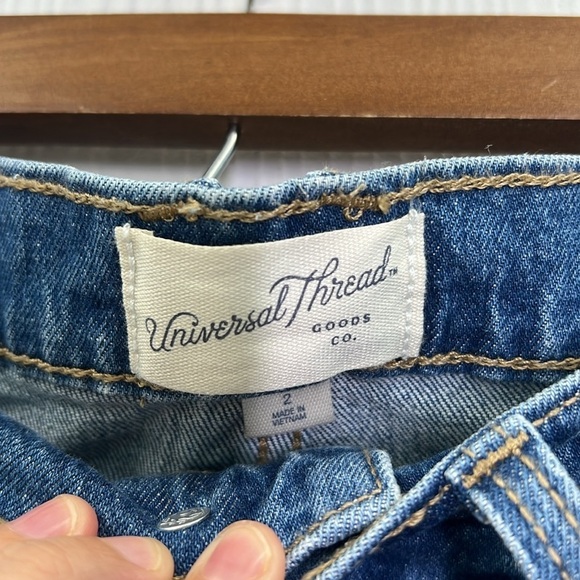 Universal Thread™
GOODS
CO.
2
MADE IN
VIETNAM